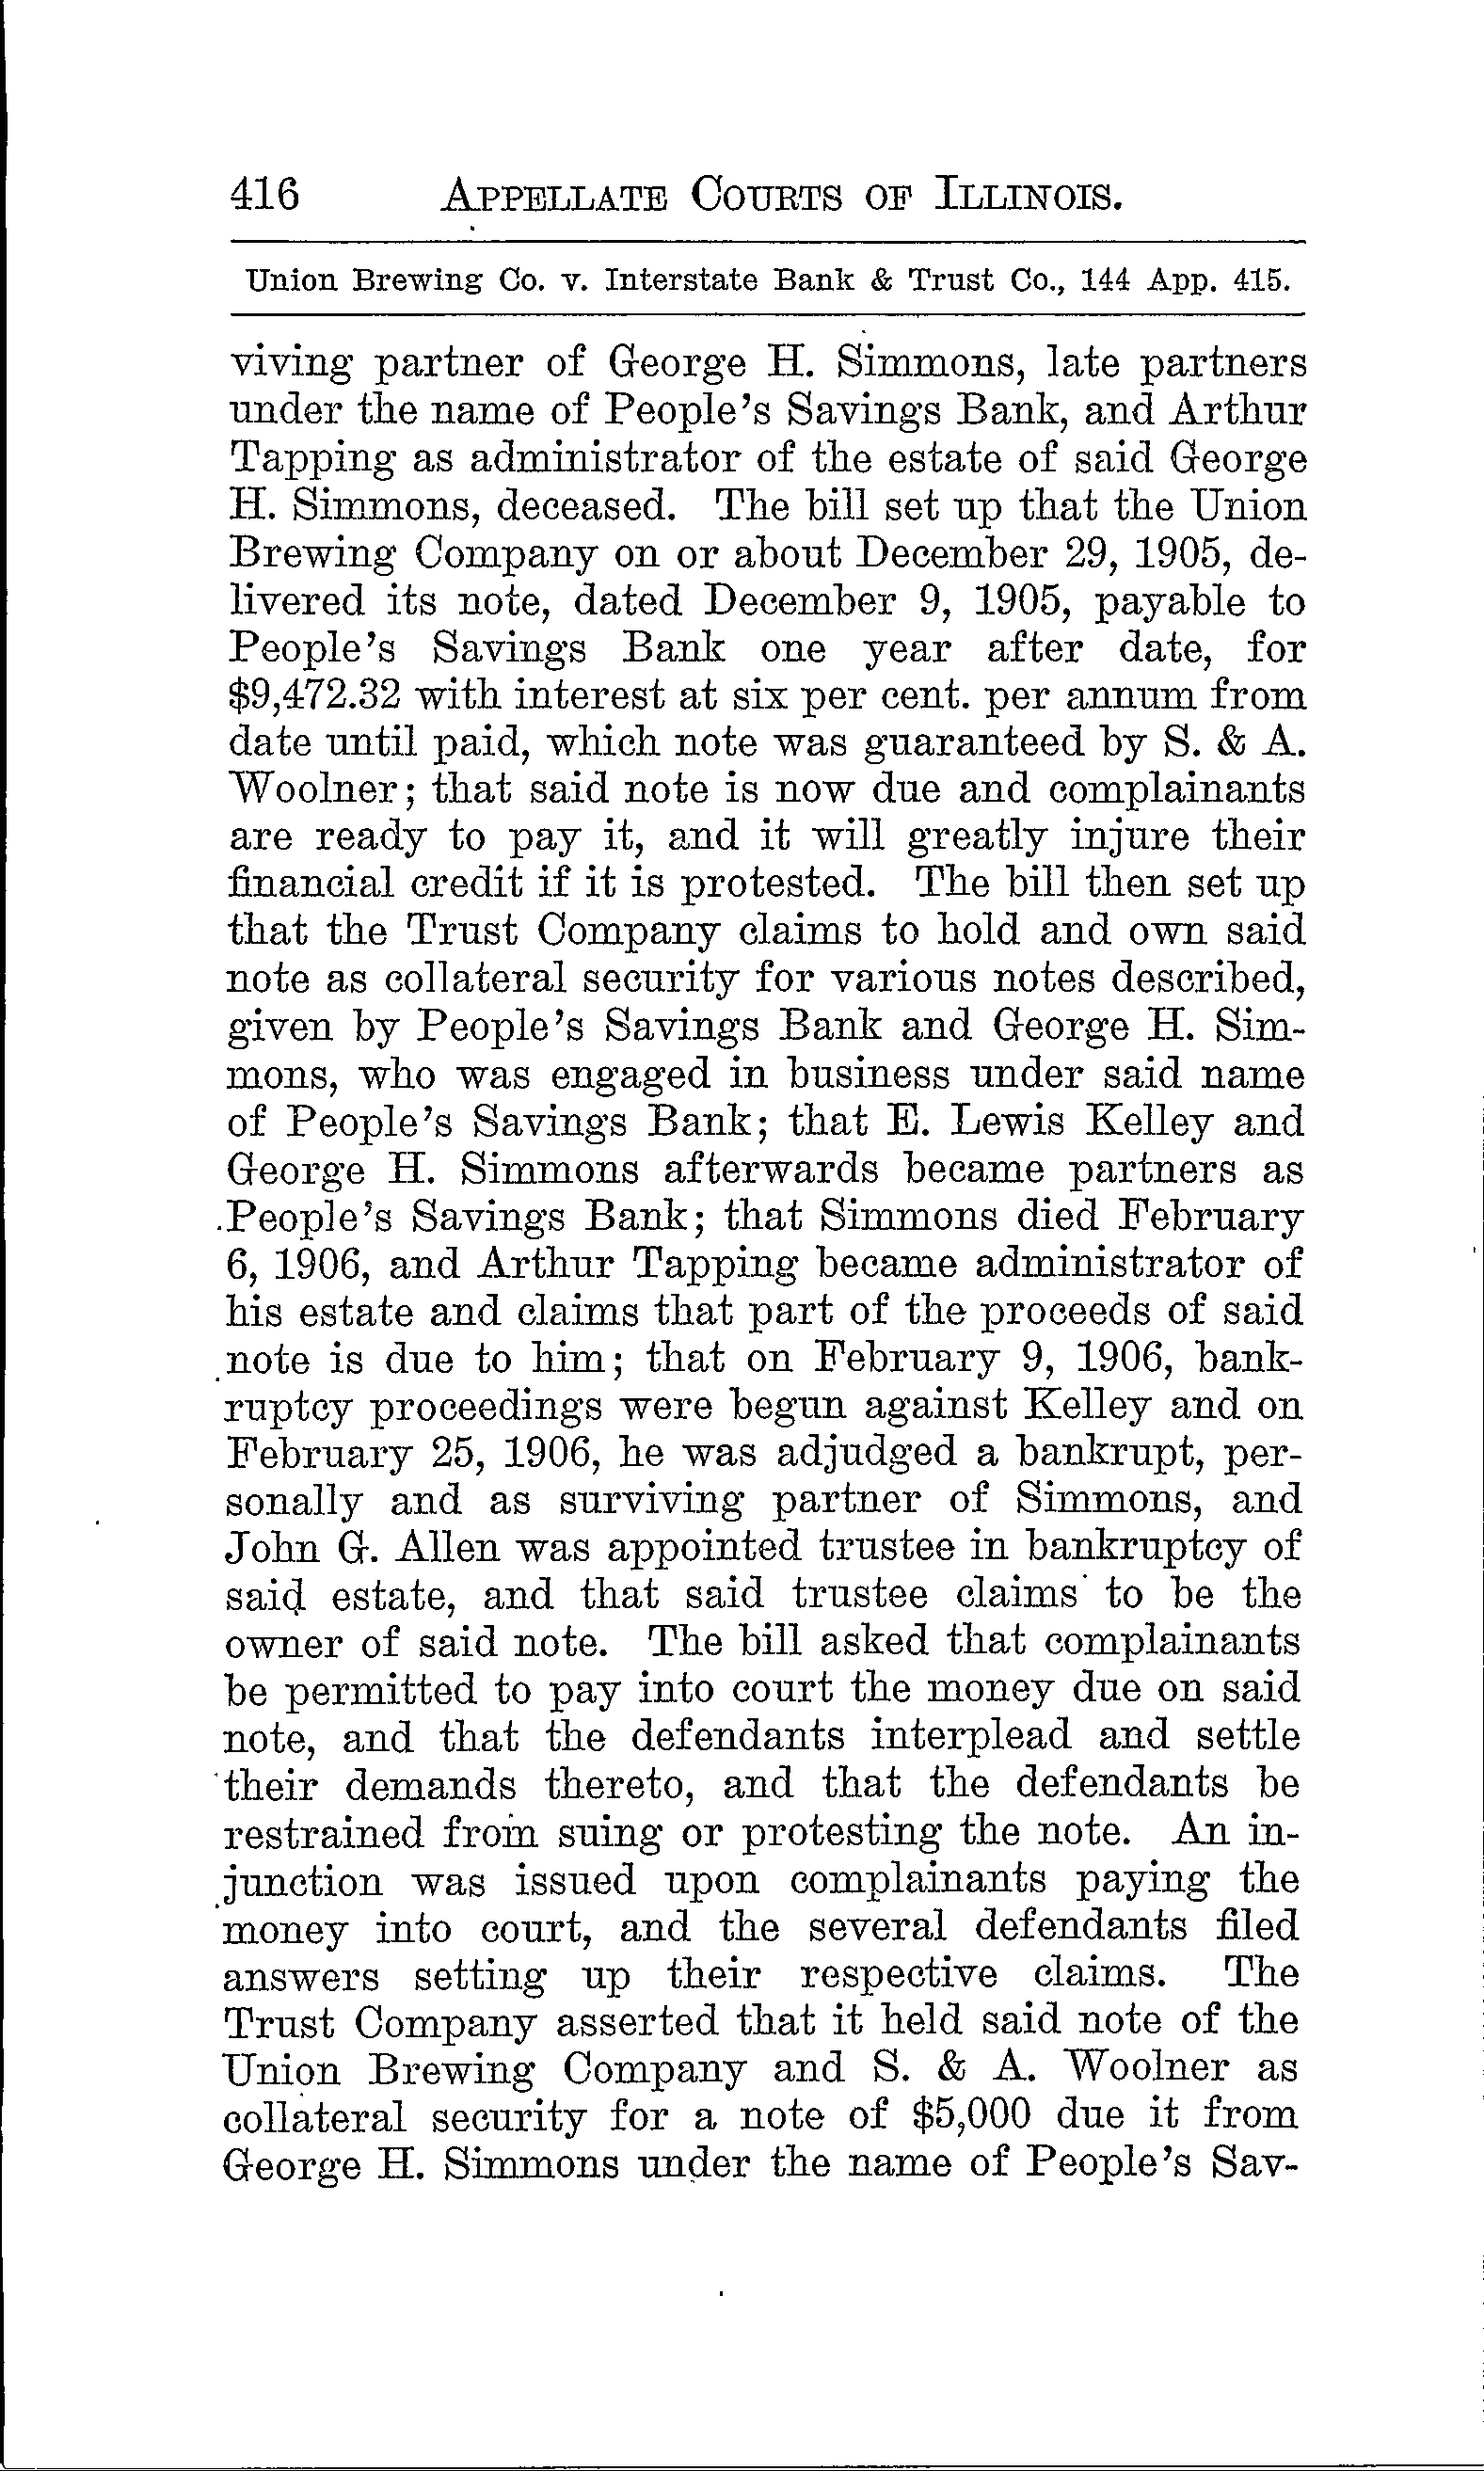 416 APPELLATE COURTS OF ILLINOIS.
Union Brewing Co. v. Interstate Bank & Trust Co., 144 App. 415.
viving partner of George H. Simmons, late partners
under the name of People's Savings Bank, and Arthur
Tapping as administrator of the estate of said George
H. Simmons, deceased. The bill set up that the Union
Brewing Company on or about December 29, 1905, de-
livered its note, dated December 9, 1905, payable to
People's Savings Bank one year after date, for
$9,472.32 with interest at six per cent. per annum from
date until paid, which note was guaranteed by S. & A.
Woolner; that said note is now due and complainants
are ready to pay it, and it will greatly injure their
financial credit if it is protested. The bill then set up
that the Trust Company claims to hold and own said
note as collateral security for various notes described,
given by People's Savings Bank and George H. Sim-
mons, who was engaged in business under said name
of People's Savings Bank; that E. Lewis Kelley and
George H. Simmons afterwards became partners as
People's Savings Bank; that Simmons died February
6, 1906, and Arthur Tapping became administrator of
his estate and claims that part of the proceeds of said
note is due to him; that on February 9, 1906, bank-
ruptcy proceedings were begun against Kelley and on
February 25, 1906, he was adjudged a bankrupt, per-
sonally and as surviving partner of Simmons, and
John G. Allen was appointed trustee in bankruptcy of
said estate, and that said trustee claims to be the
owner of said note. The bill asked that complainants
be permitted to pay into court the money due on said
note, and that the defendants interplead and settle
their demands thereto, and that the defendants be
restrained from suing or protesting the note. An in-
junction was issued upon complainants paying the
money into court, and the several defendants filed
answers setting up their respective claims. The
Trust Company asserted that it held said note of the
Union Brewing Company and S. & A. Woolner as
collateral security for a note of $5,000 due it from
George H. Simmons under the name of People's Sav-